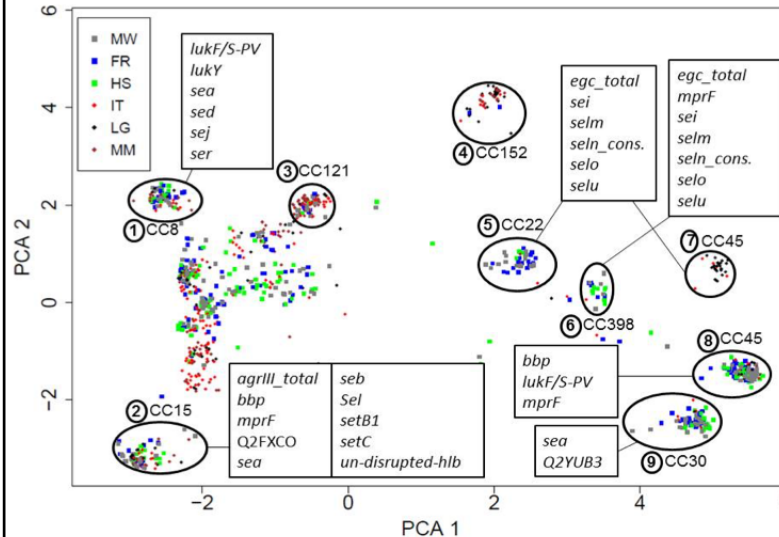 6
4
2
0
−2
PCA 2
MW
FR
HS
IT
LG
MM
lukF/S-PV
lukY
sea
sed
sej
ser
① CC8
③ CC121
④ CC152
egc_total
sei
selm
seln_cons.
selo
selu
egc_total
mprF
sei
selm
seln_cons.
selo
selu
⑤ CC22
⑦ CC45
⑥ CC398
⑧ CC45
bbp
lukF/S-PV
mprF
② CC15
agrIII_total
bbp
mprF
Q2FXCO
sea
seb
Sel
setB1
setC
un-disrupted-hlb
sea
Q2YUB3
⑨ CC30
−2 0 2 4
PCA 1